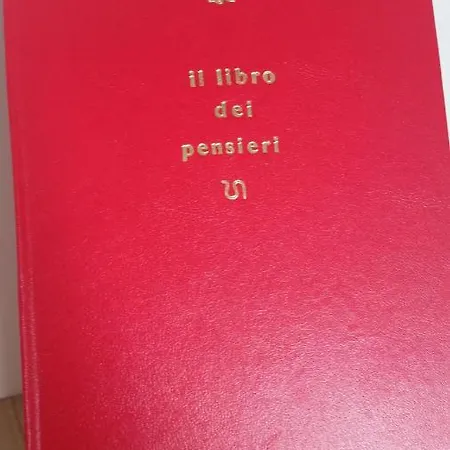 il libro
dei
pensieri